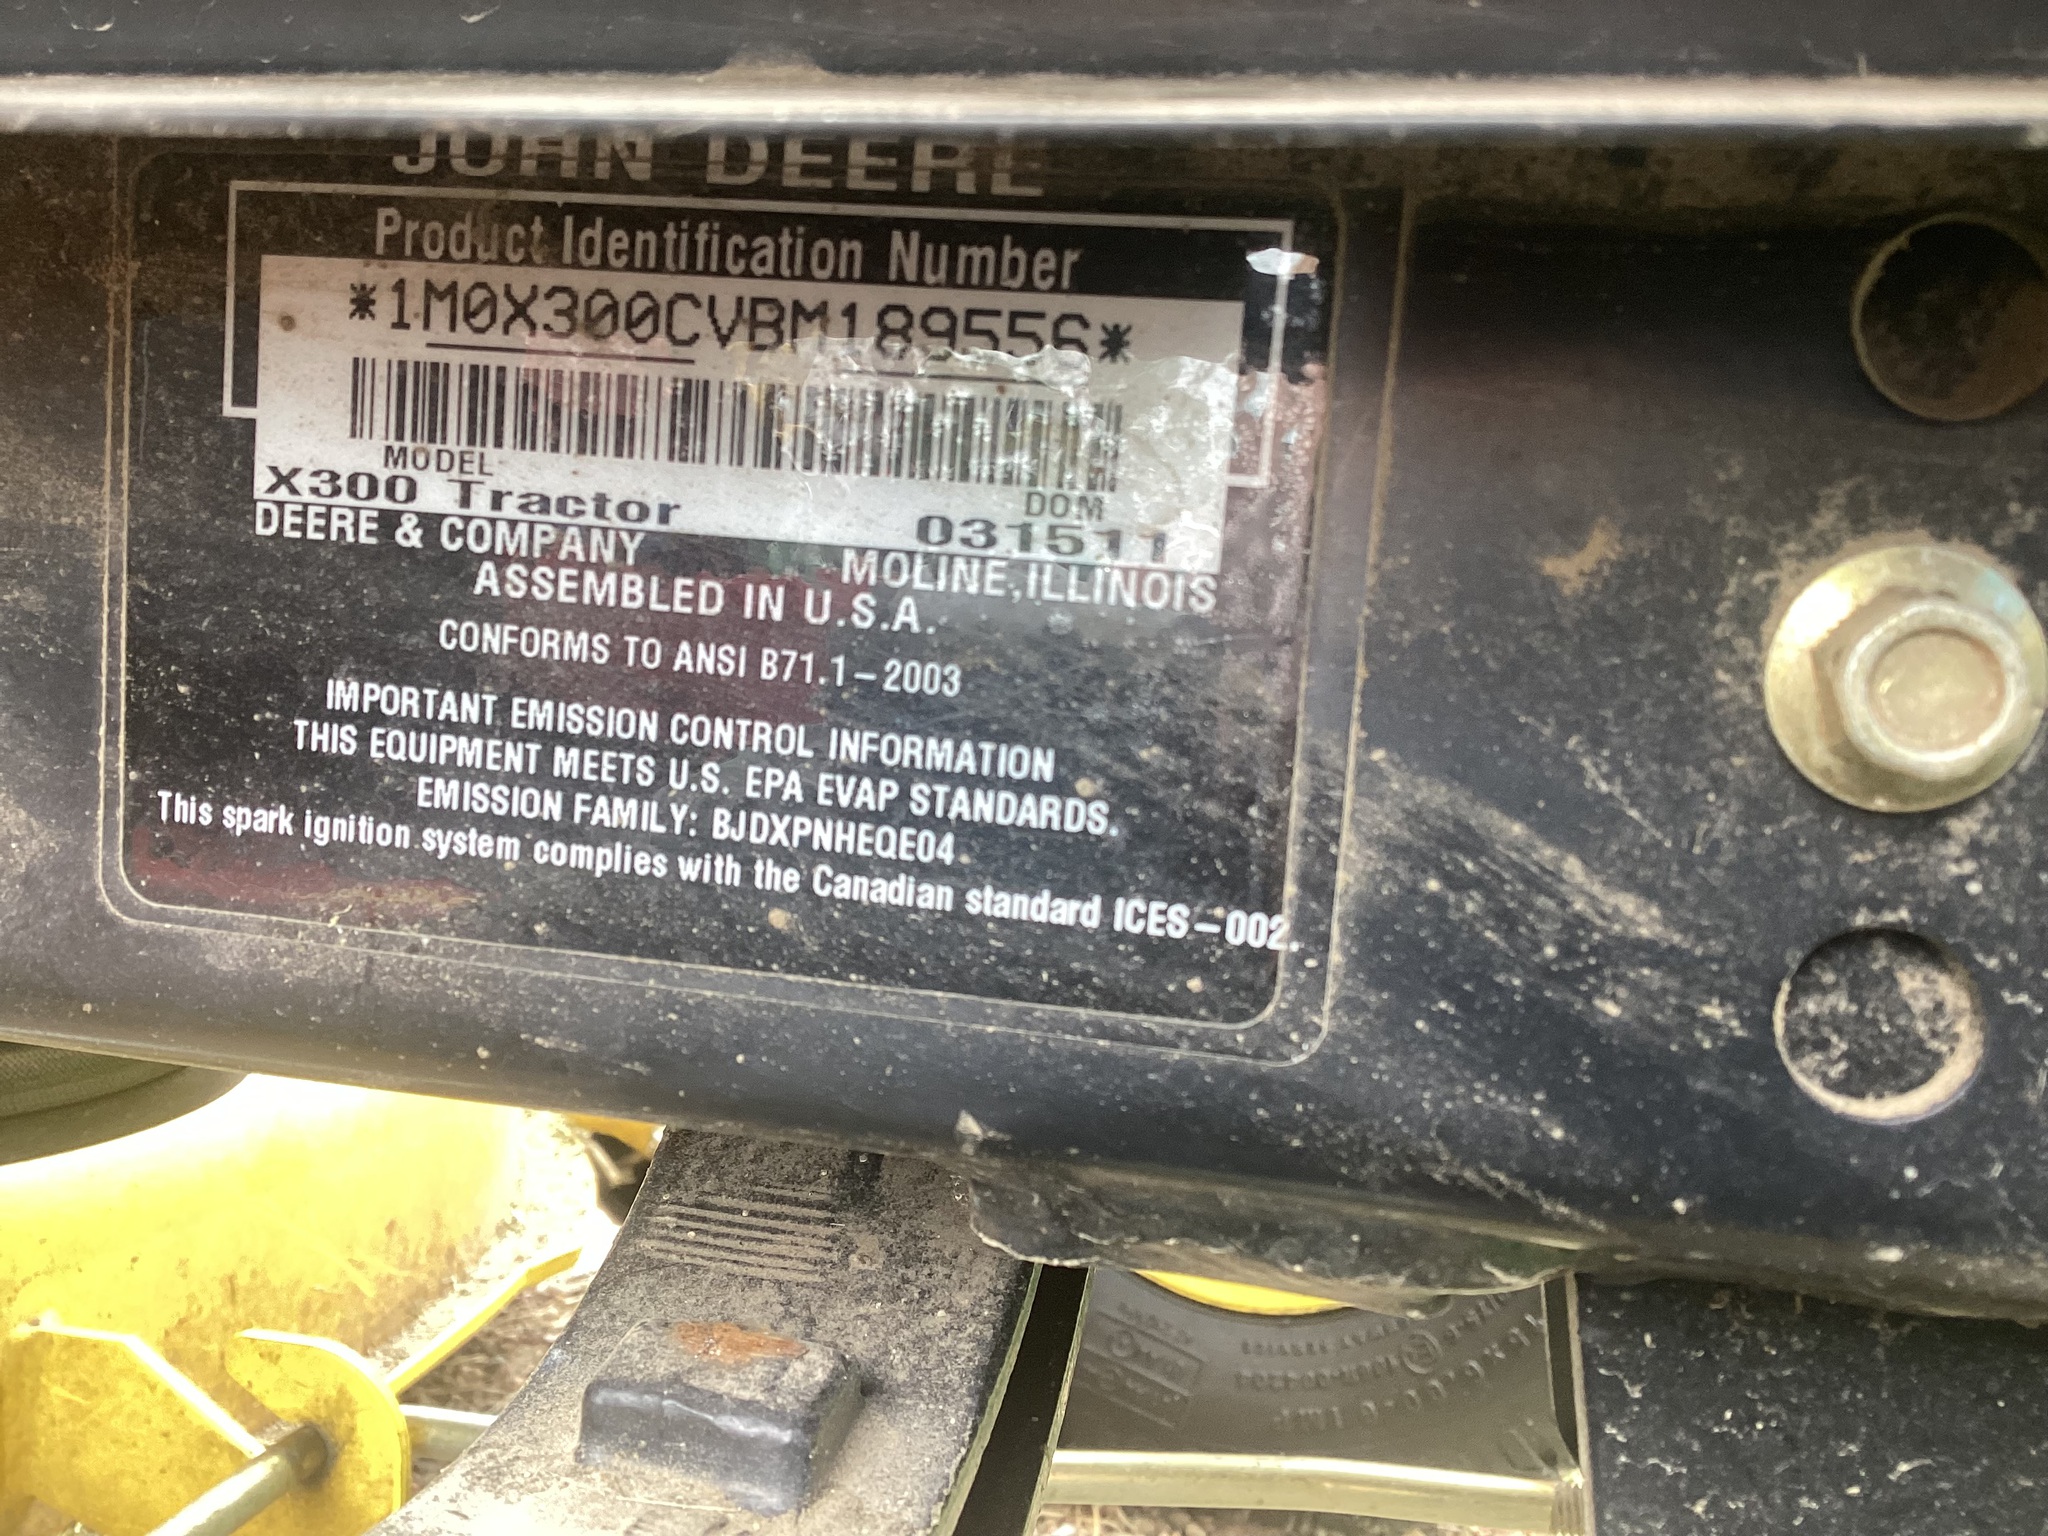 JOHN DEERE
Product Identification Number
*1M0X300CVBM189556*
MODEL
DOM
X300 Tractor
031511
DEERE & COMPANY
MOLINE, ILLINOIS
ASSEMBLED IN U.S.A.
CONFORMS TO ANSI B71.1-2003
IMPORTANT EMISSION CONTROL INFORMATION
THIS EQUIPMENT MEETS U.S. EPA EVAP STANDARDS.
EMISSION FAMILY: BJDXPNHEQE04
This spark ignition system complies with the Canadian standard ICES-002.